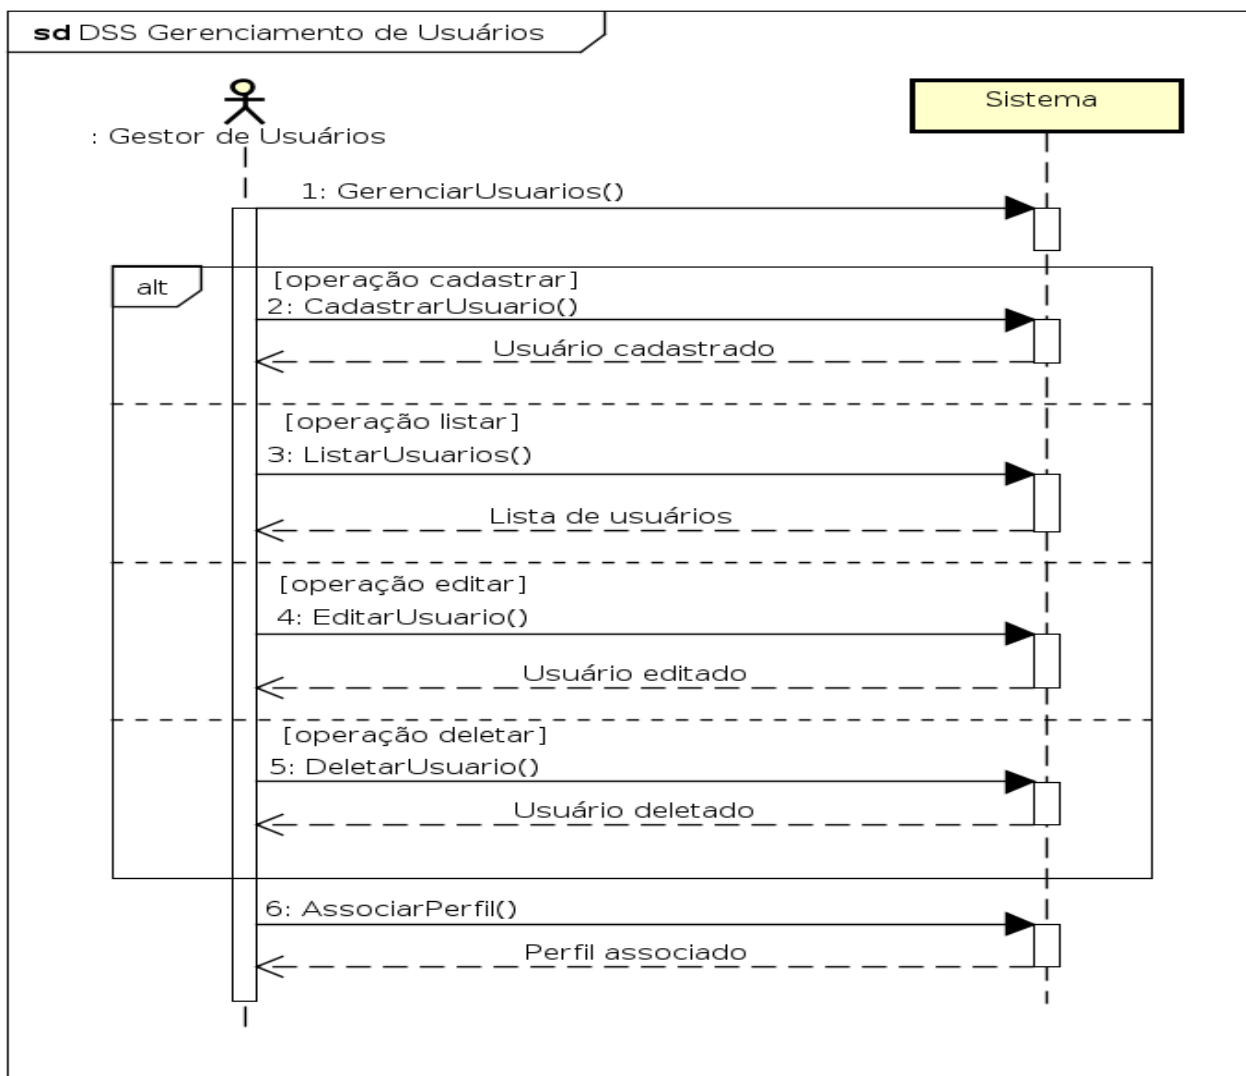 sd DSS Gerenciamento de Usuários
Sistema
: Gestor de Usuários
1: GerenciarUsuarios()
alt
[operação cadastrar]
2: CadastrarUsuario()
Usuário cadastrado
[operação listar]
3: ListarUsuarios()
Lista de usuários
[operação editar]
4: EditarUsuario()
Usuário editado
[operação deletar]
5: DeletarUsuario()
Usuário deletado
6: AssociarPerfil()
Perfil associado